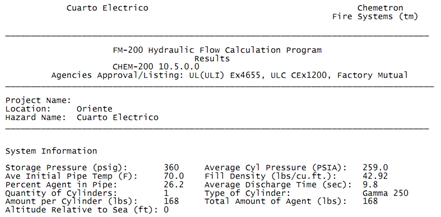 Cuarto Electrico Chemetron
Fire Systems (tm)
FM-200 Hydraulic Flow Calculation Program
Results
CHEM-200 10.5.0.0
Agencies Approval/Listing: UL(ULI) Ex4655, ULC CEx1200, Factory Mutual
Project Name:
Location: Oriente
Hazard Name: Cuarto Electrico
System Information
Storage Pressure (psig): 360 Average Cyl Pressure (PSIA): 259.0
Ave Initial Pipe Temp (F): 70.0 Fill Density (lbs/cu.ft.): 42.92
Percent Agent in Pipe: 26.2 Average Discharge Time (sec): 9.8
Quantity of Cylinders: 1 Type of Cylinder: Gamma 250
Amount per Cylinder (lbs): 168 Total Amount of Agent (lbs): 168
Altitude Relative to Sea (ft): 0